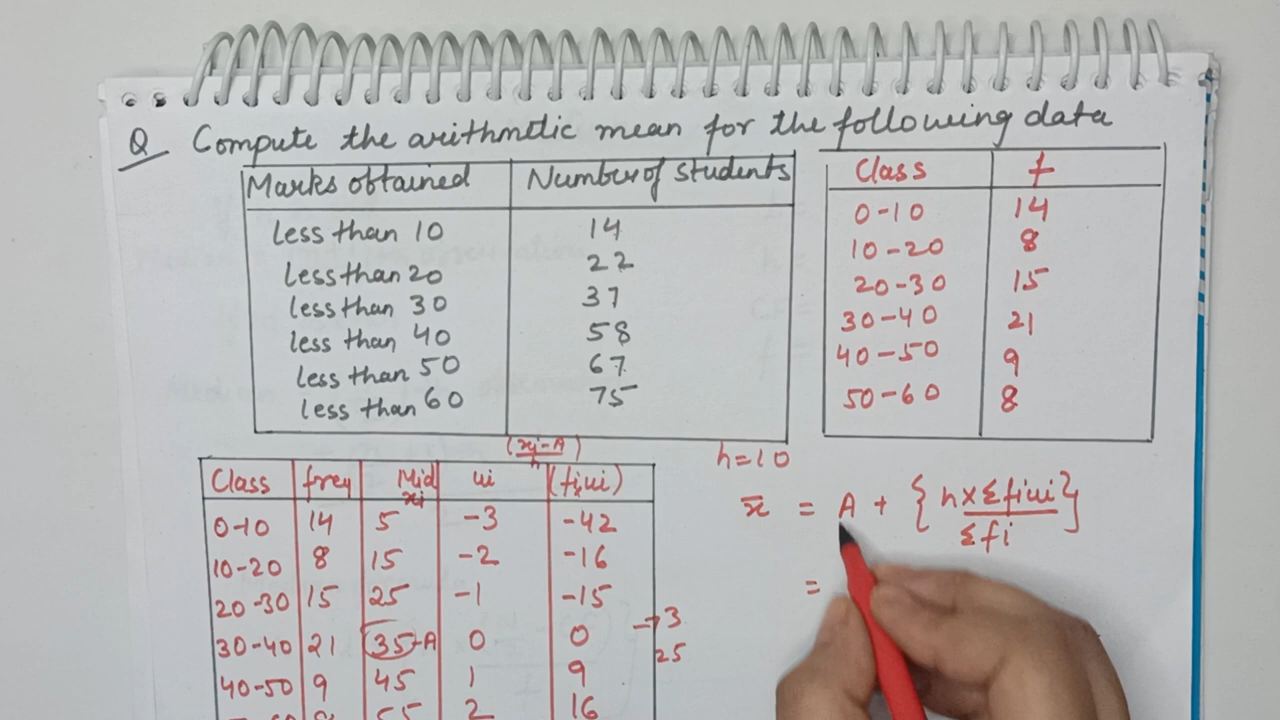 Q Compute the arithmetic mean for the following data
Marks obtained Number of students
Less than 10 14
Less than 20 22
less than 30 37
less than 40 58
less than 50 67
less than 60 75
Class f
0-10 14
10-20 8
20-30 15
30-40 21
40-50 9
50-60 8
h=10
(xi-A)/h
Class freq Mid xi ui (fiui)
0-10 14 5 -3 -42
10-20 8 15 -2 -16
20-30 15 25 -1 -15
30-40 21 35-A 0 0
40-50 9 45 1 9
55 2 16
x̄ = A + { h×Σfiui / Σfi }
=
25